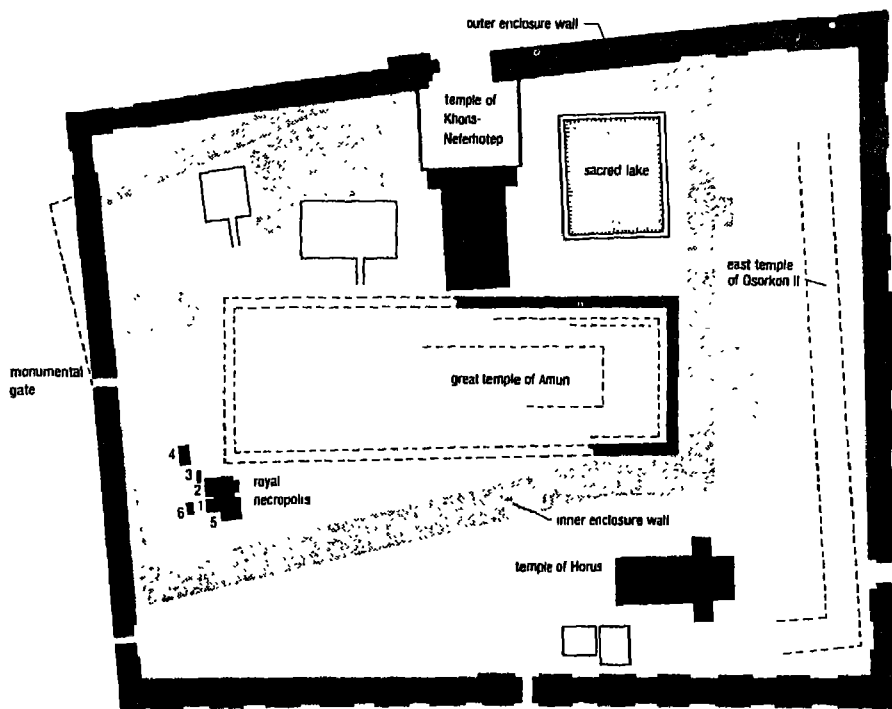 outer enclosure wall
temple of
Khons-
Neferhotep
sacred lake
east temple
of Osorkon II
monumental
gate
great temple of Amun
4
3
2
royal
necropolis
6
1
5
inner enclosure wall
temple of Horus